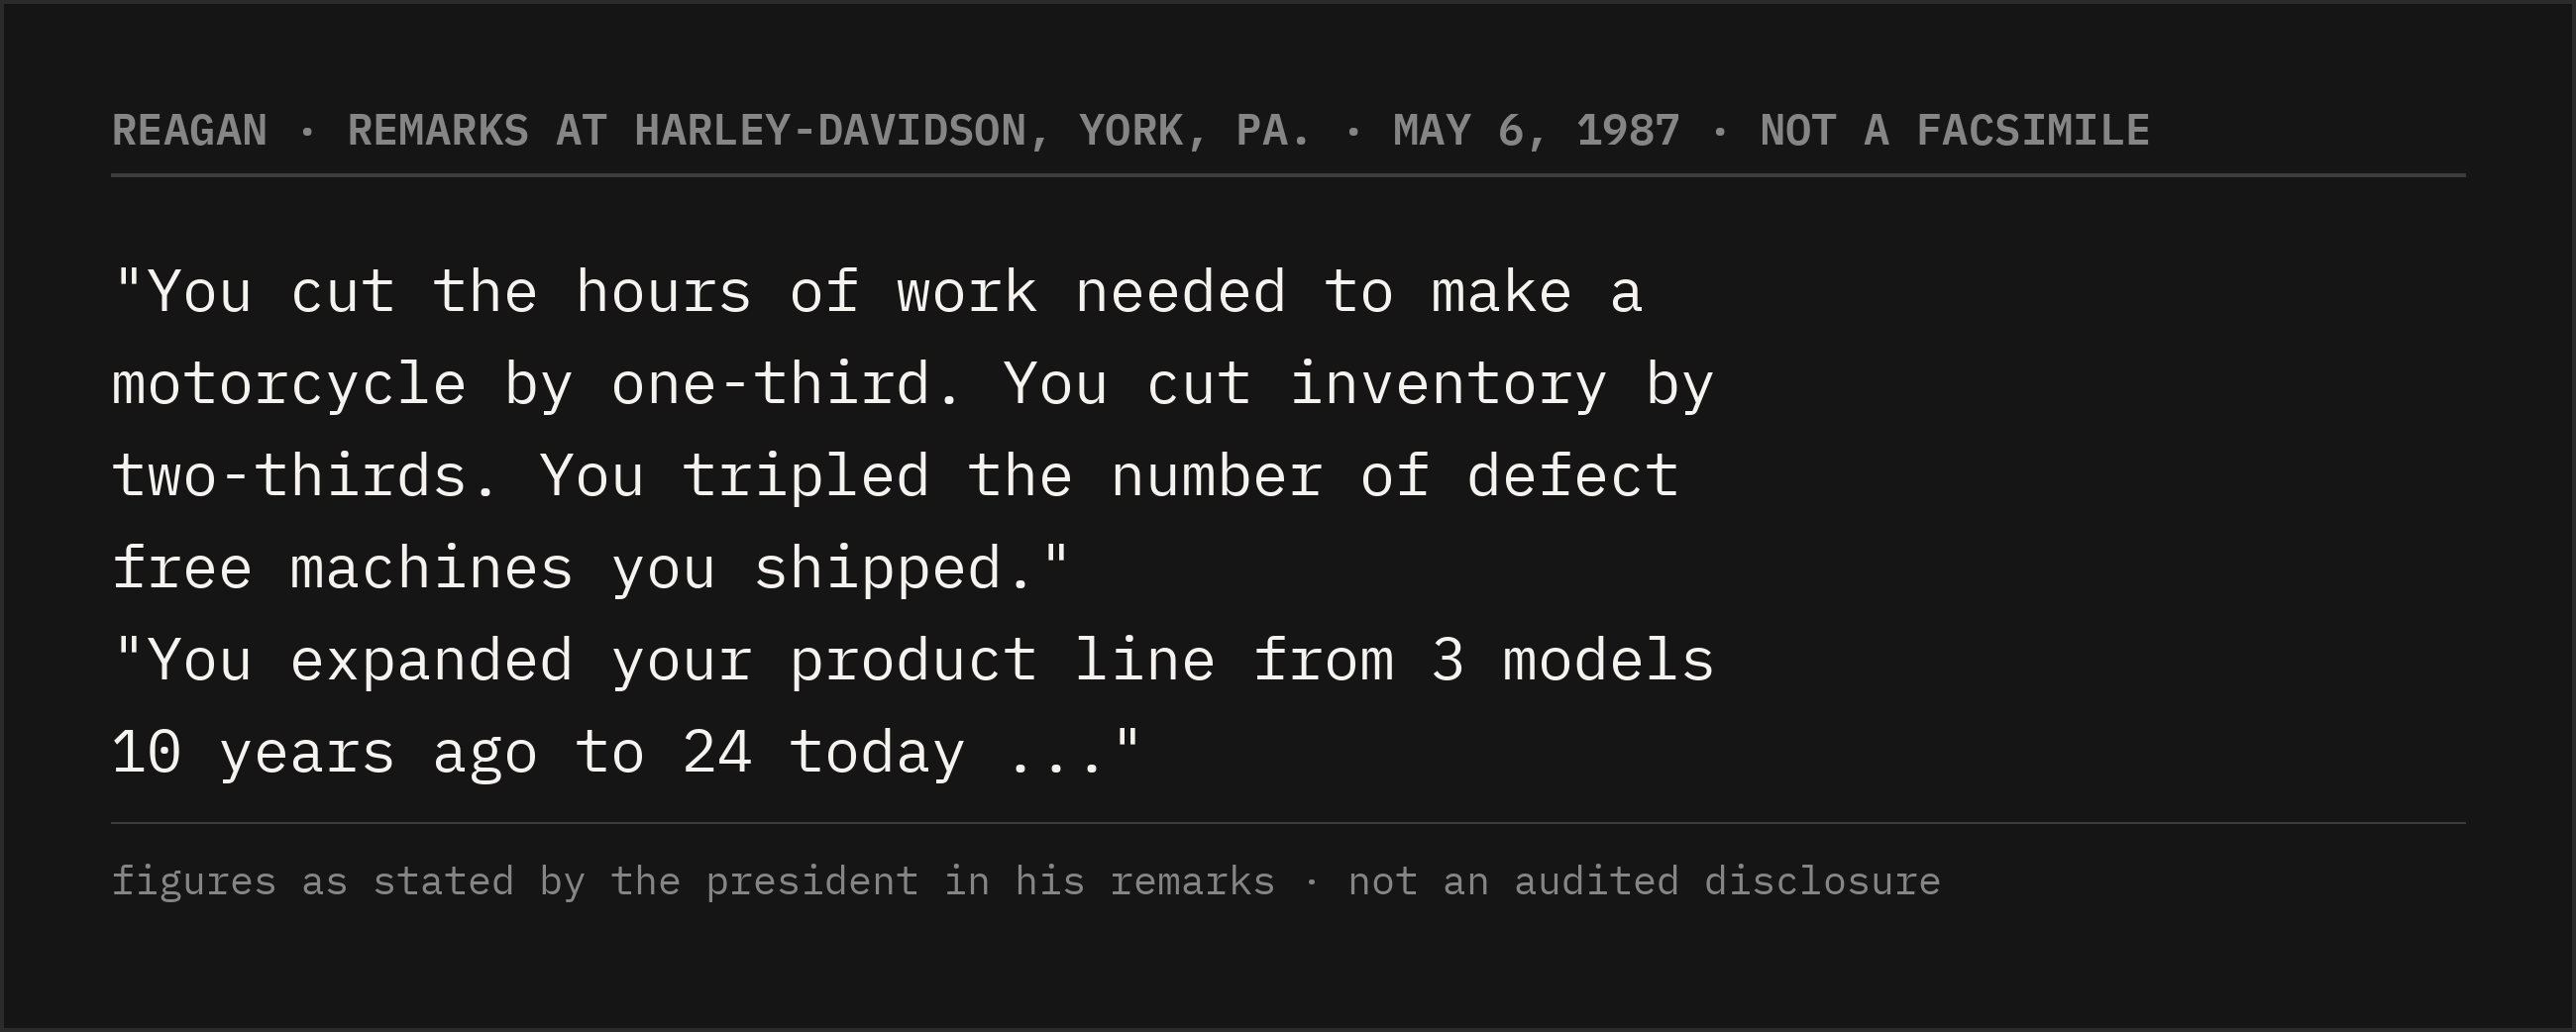 REAGAN · REMARKS AT HARLEY-DAVIDSON, YORK, PA. · MAY 6, 1987 · NOT A FACSIMILE
"You cut the hours of work needed to make a
motorcycle by one-third. You cut inventory by
two-thirds. You tripled the number of defect
free machines you shipped."
"You expanded your product line from 3 models
10 years ago to 24 today ..."
figures as stated by the president in his remarks · not an audited disclosure